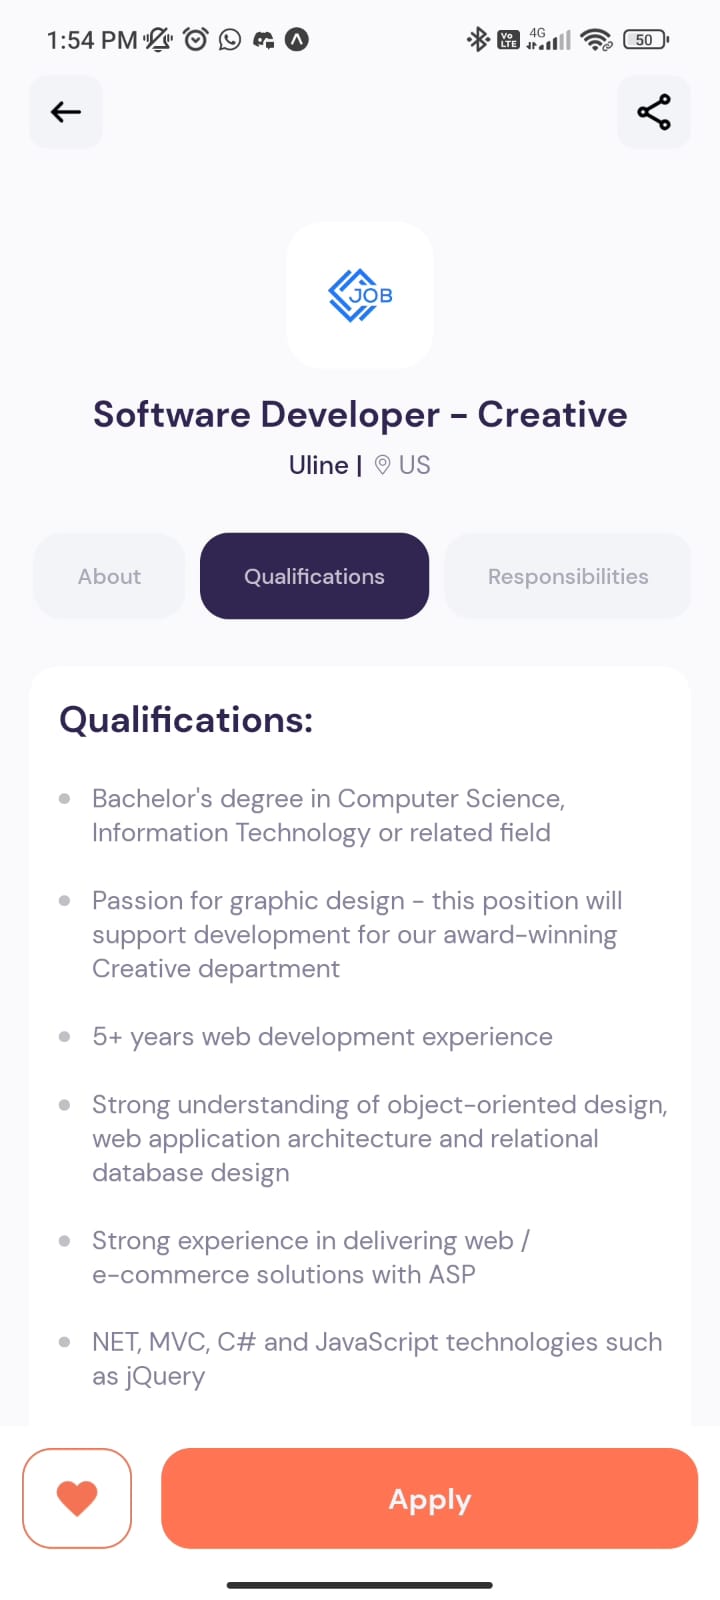 1:54 PM
Vo
LTE
4G
50
JOB
Software Developer - Creative
Uline | US
About
Qualifications
Responsibilities
Qualifications:
Bachelor's degree in Computer Science,
Information Technology or related field
Passion for graphic design - this position will
support development for our award-winning
Creative department
5+ years web development experience
Strong understanding of object-oriented design,
web application architecture and relational
database design
Strong experience in delivering web /
e-commerce solutions with ASP
NET, MVC, C# and JavaScript technologies such
as jQuery
Apply